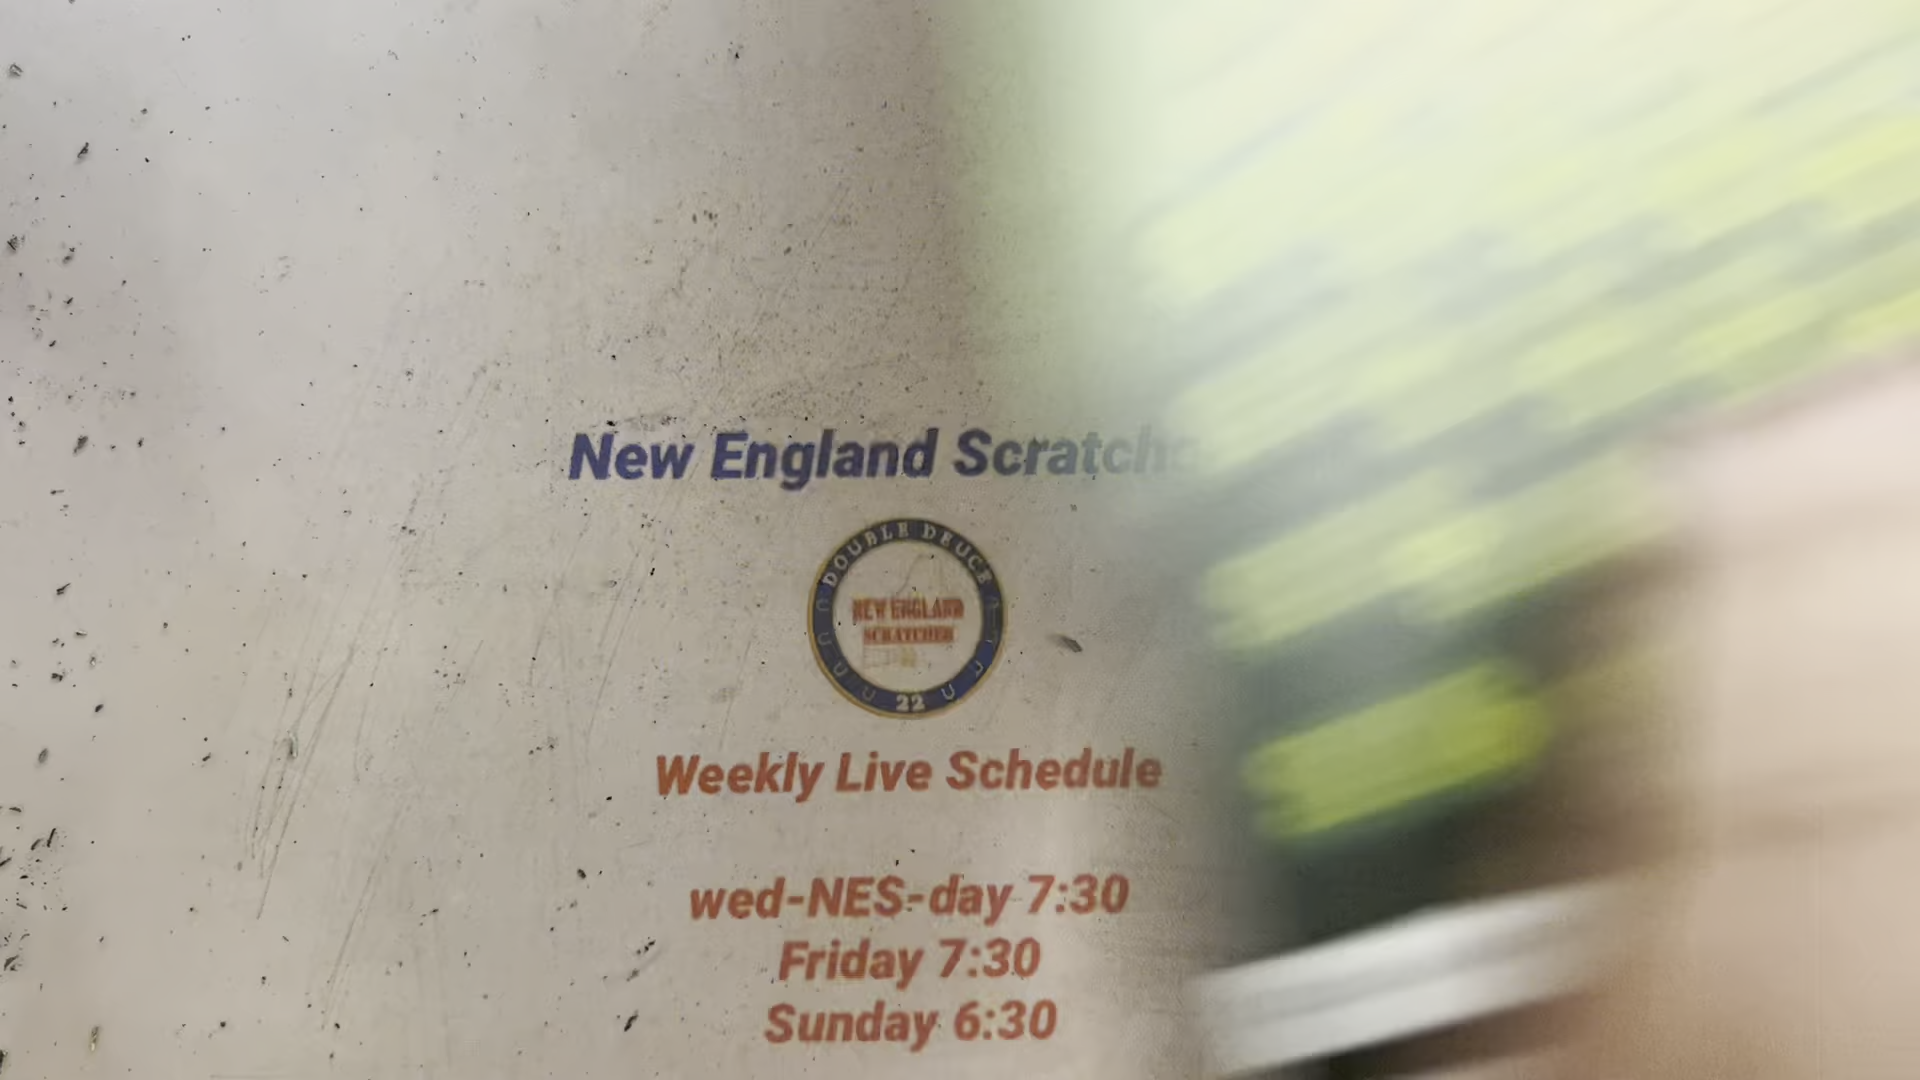 New England Scratch
DOUBLE DEUCE
NEW ENGLAND
SCRATCHER
22
Weekly Live Schedule
wed-NES-day 7:30
Friday 7:30
Sunday 6:30